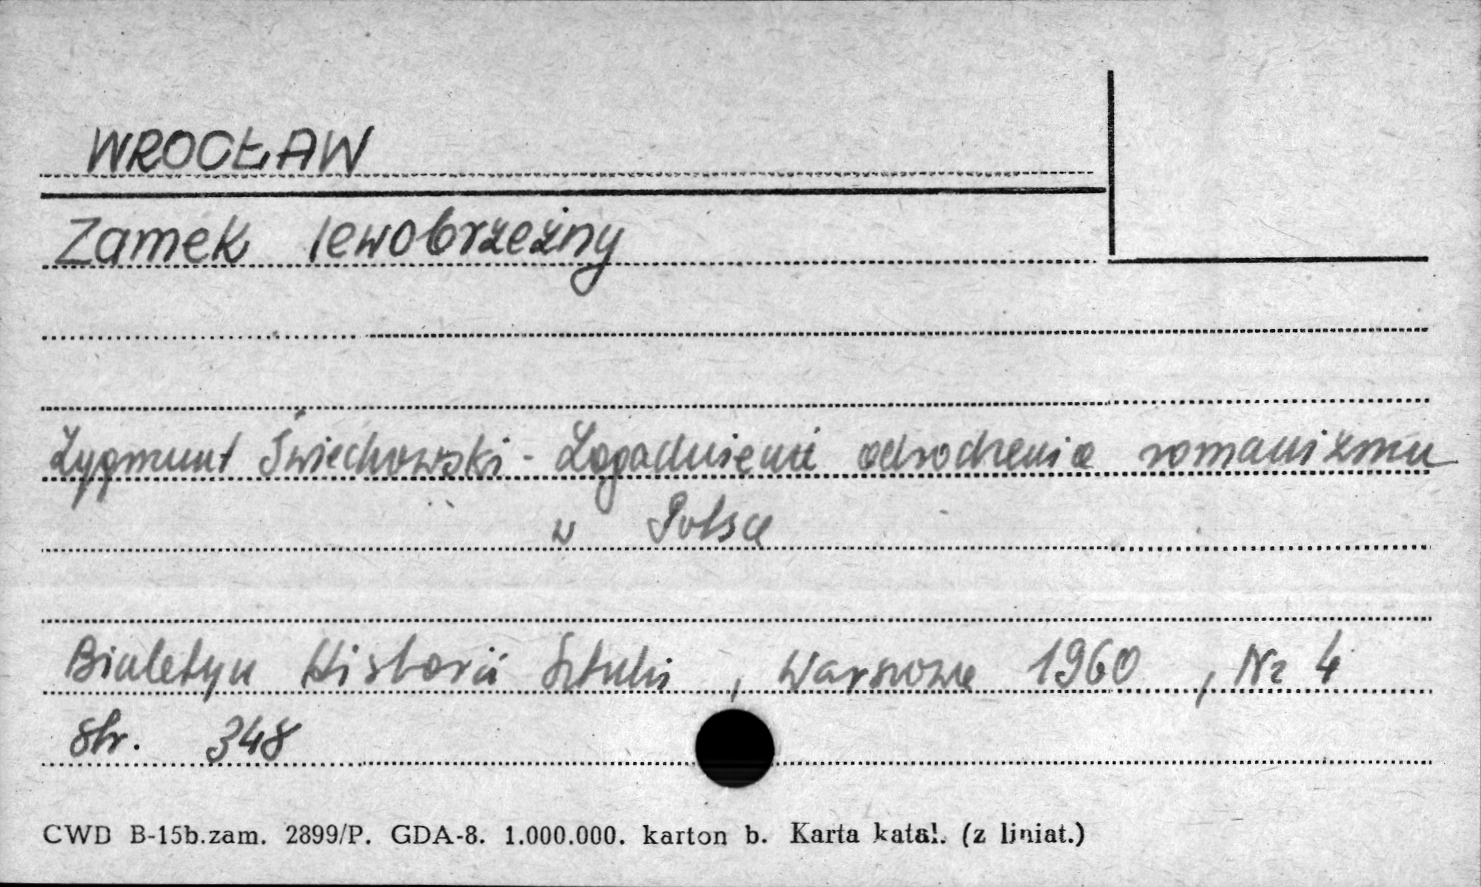 WROCŁAW
Zamek lewobrzeżny
Zygmunt Świechowski - Zagadnienie odrodzenia romanizmu
w Polsce
Biuletyn Historii Sztuki, Warszawa 1960, Nr 4
Str. 348
CWD B-15b.zam. 2899/P. GDA-8. 1.000.000. karton b. Karta katal. (z liniat.)